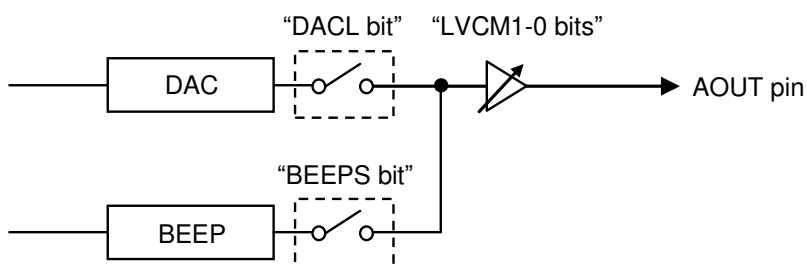 “DACL bit” “LVCM1-0 bits”
DAC
AOUT pin
“BEEPS bit”
BEEP